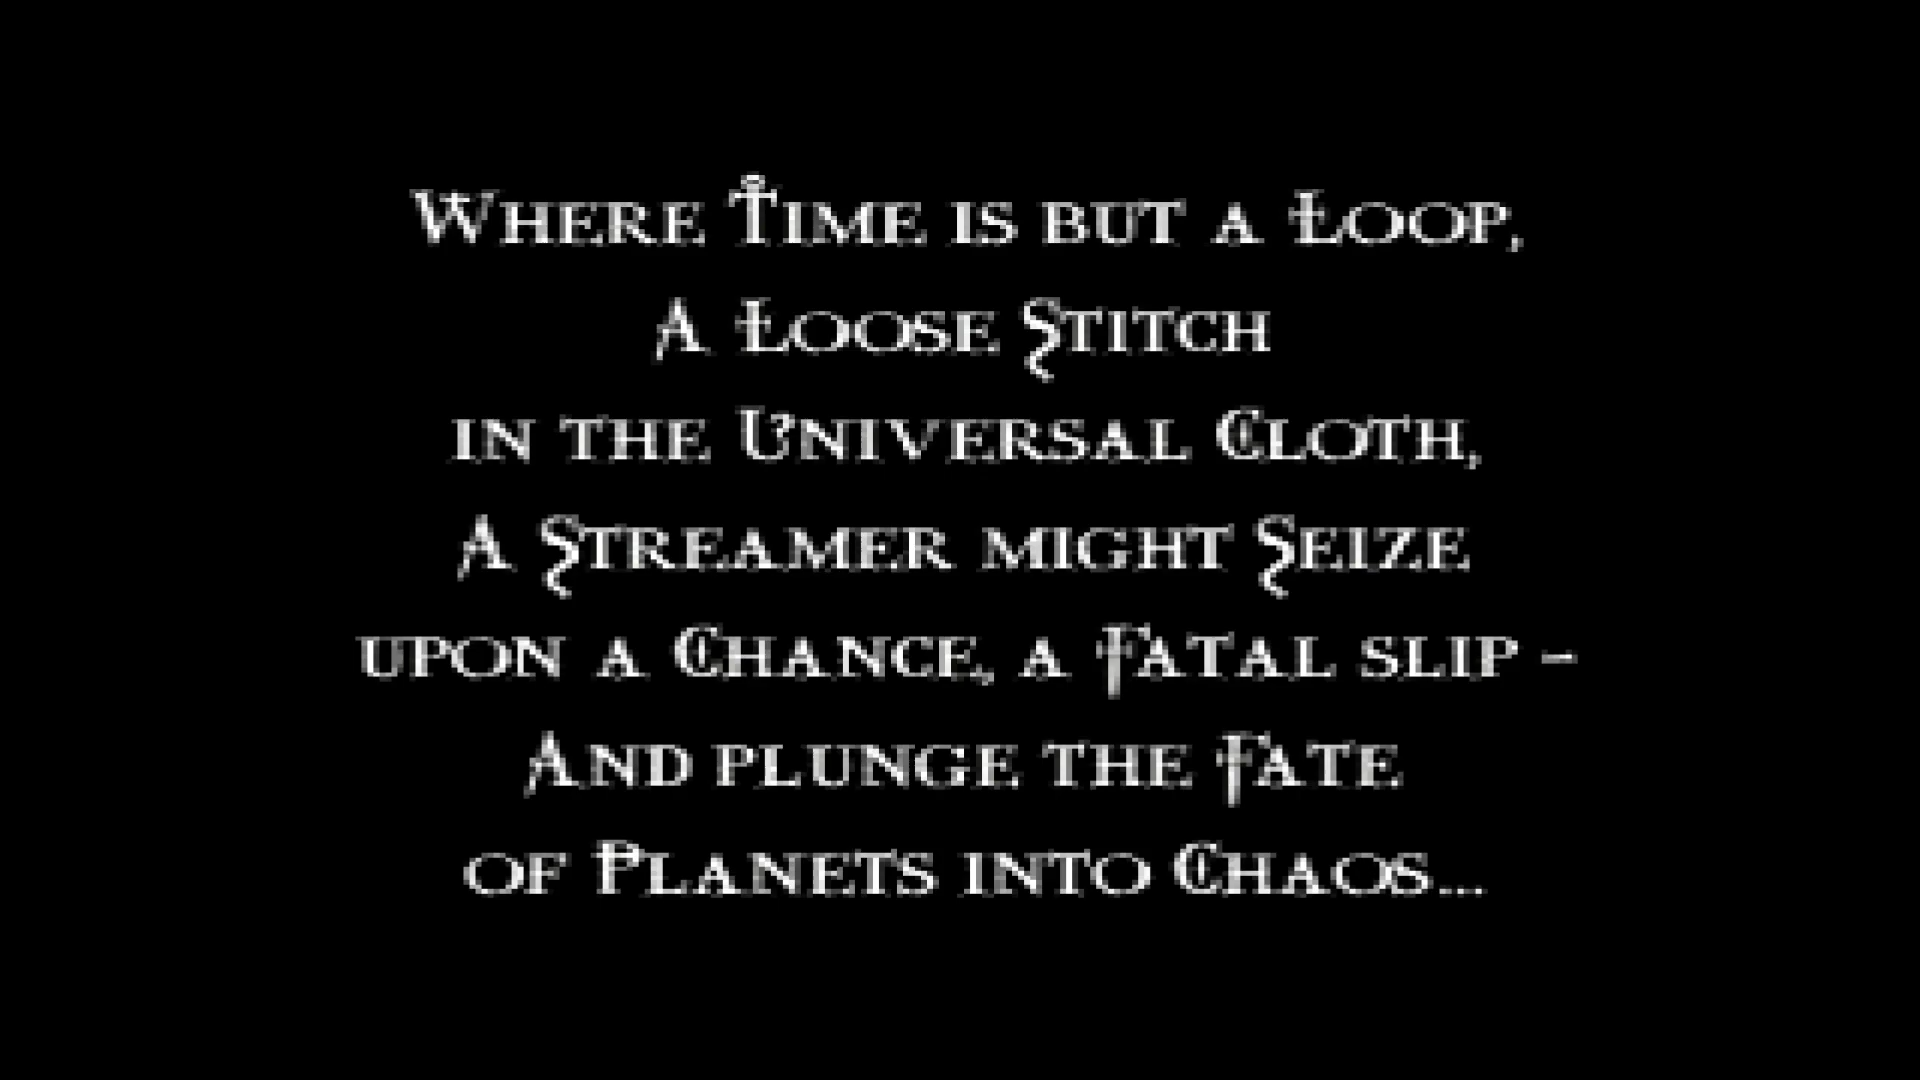 Where Time is but a Loop,
A Loose Stitch
in the Universal Cloth,
A Streamer might Seize
upon a Chance, a Fatal slip –
And plunge the Fate
of Planets into Chaos...